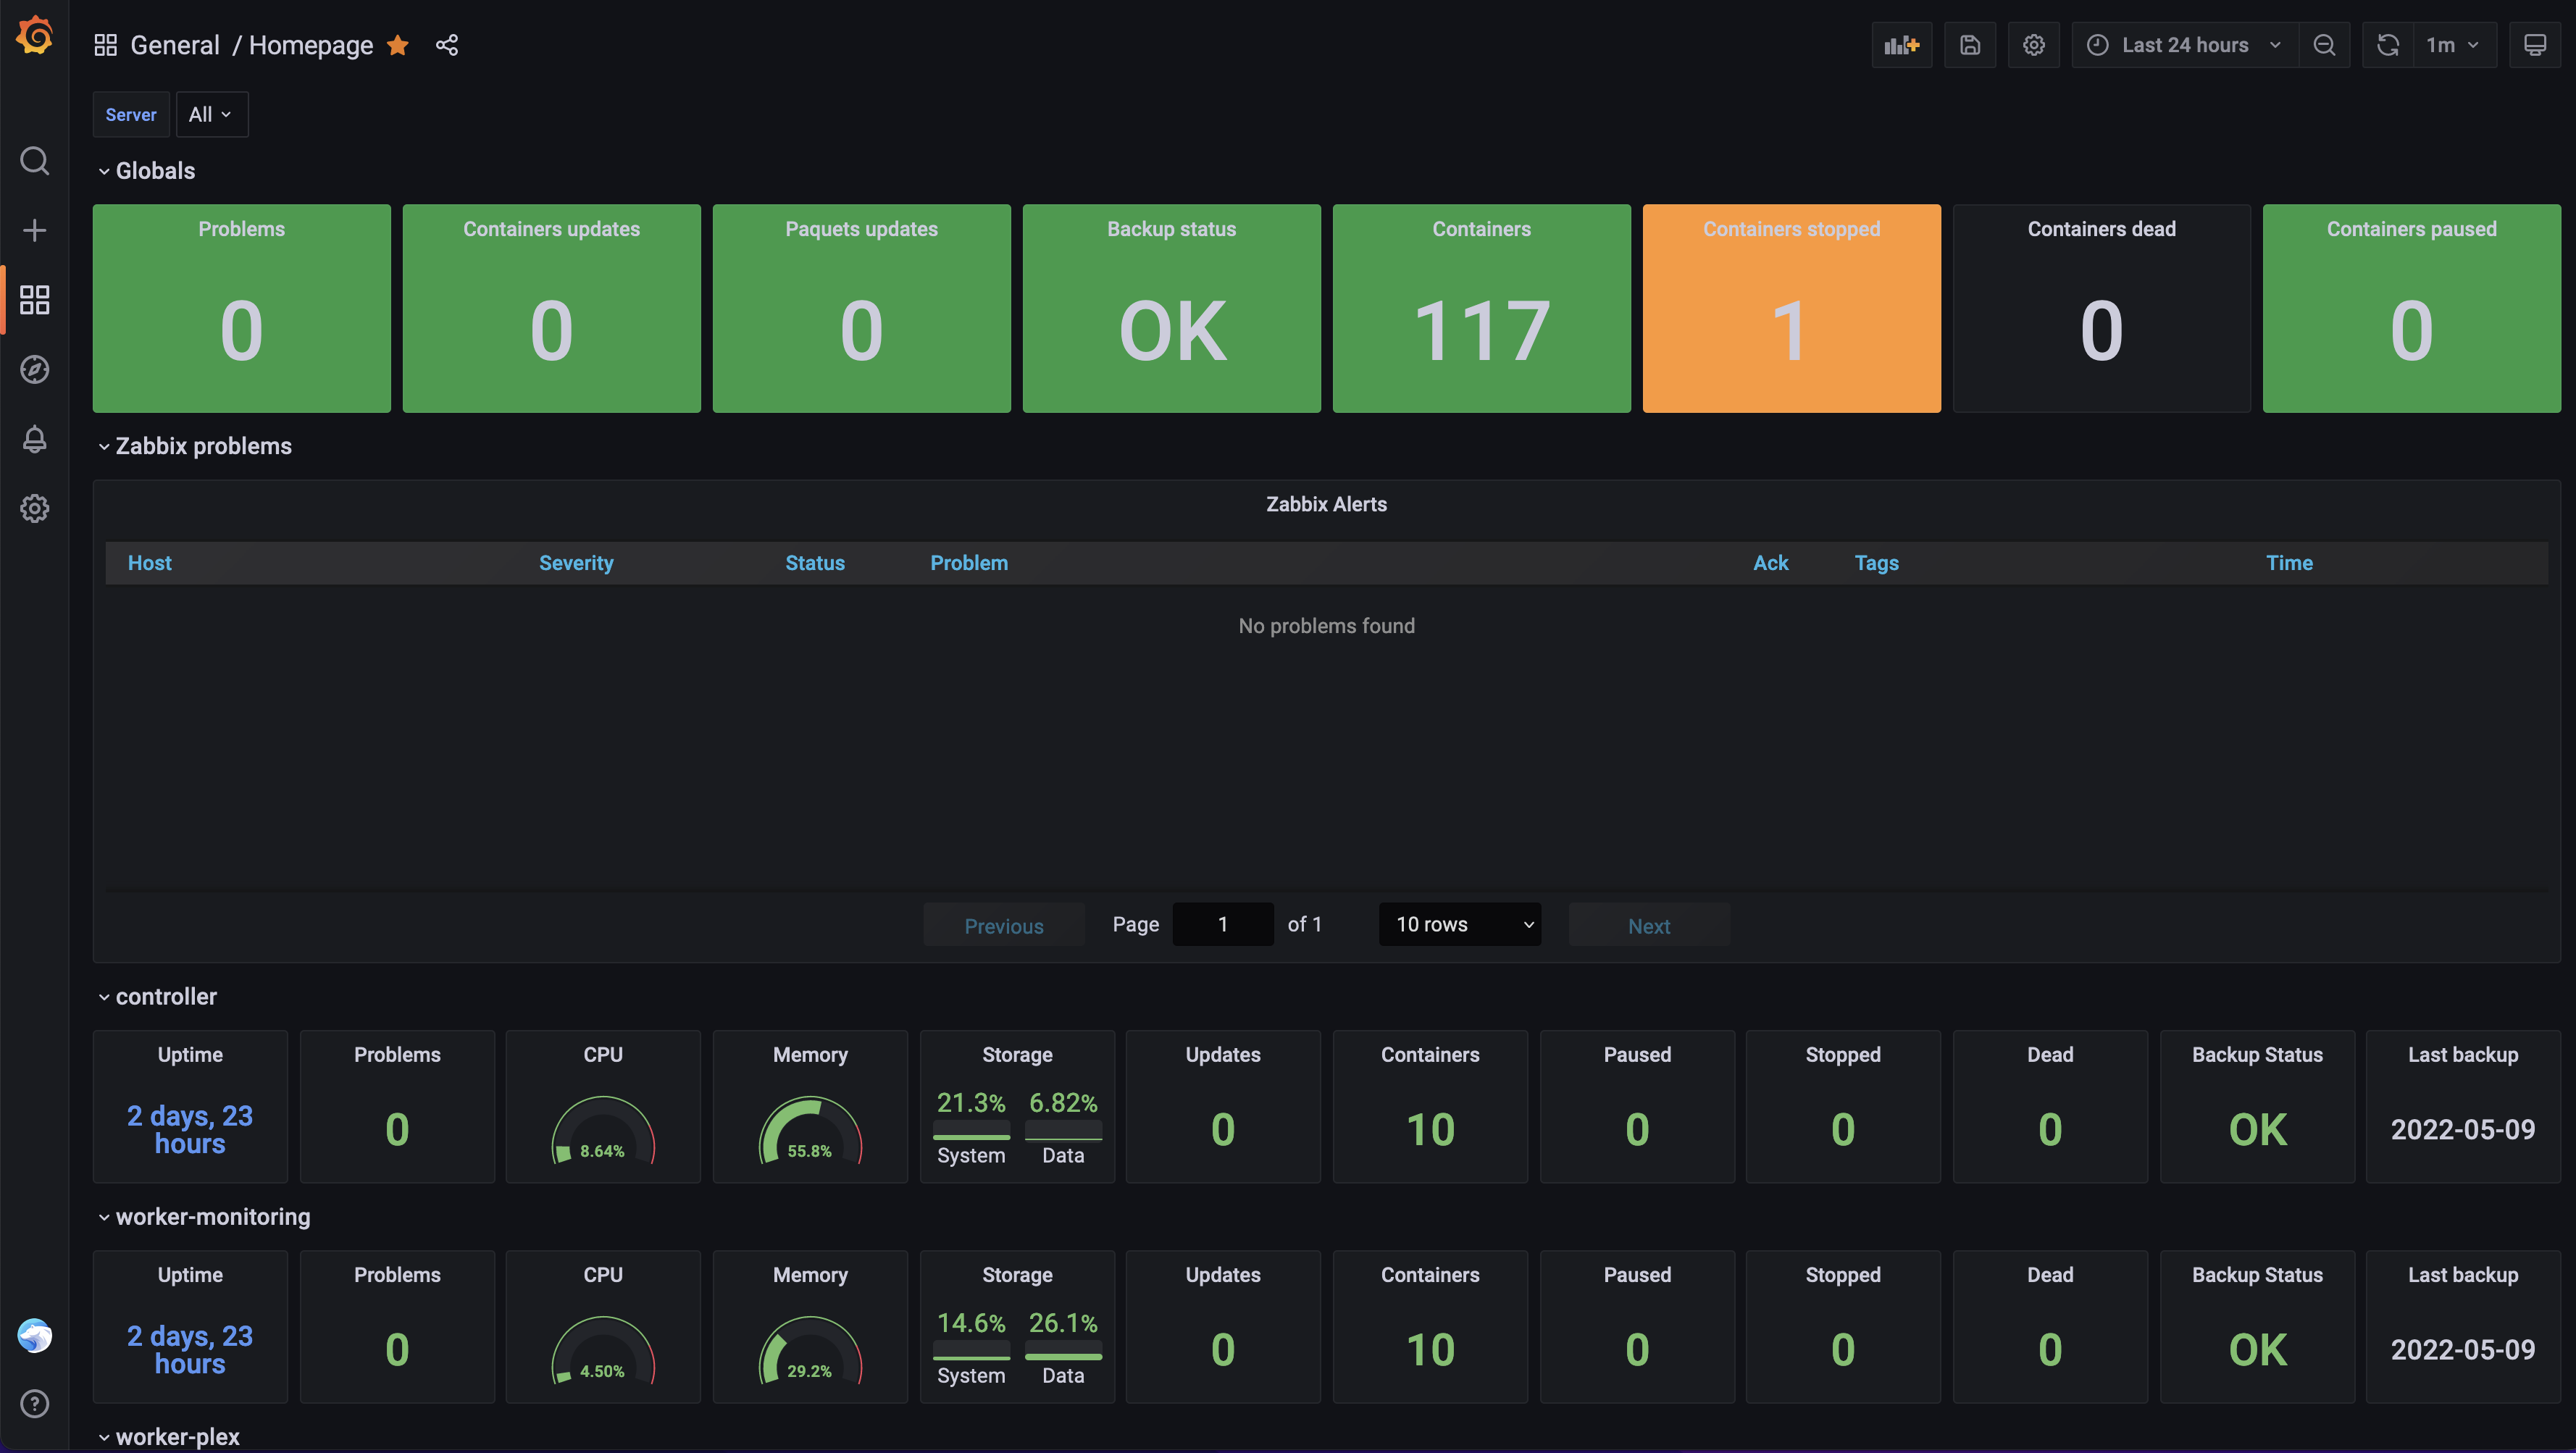 General / Homepage
Last 24 hours
1m
Server
All
Globals
Problems
0
Containers updates
0
Paquets updates
0
Backup status
OK
Containers
117
Containers stopped
1
Containers dead
0
Containers paused
0
Zabbix problems
Zabbix Alerts
Host Severity Status Problem Ack Tags Time
No problems found
Previous Page 1 of 1 10 rows Next
controller
Uptime
2 days, 23
hours
Problems
0
CPU
8.64%
Memory
55.8%
Storage
21.3% 6.82%
System Data
Updates
0
Containers
10
Paused
0
Stopped
0
Dead
0
Backup Status
OK
Last backup
2022-05-09
worker-monitoring
Uptime
2 days, 23
hours
Problems
0
CPU
4.50%
Memory
29.2%
Storage
14.6% 26.1%
System Data
Updates
0
Containers
10
Paused
0
Stopped
0
Dead
0
Backup Status
OK
Last backup
2022-05-09
worker-plex